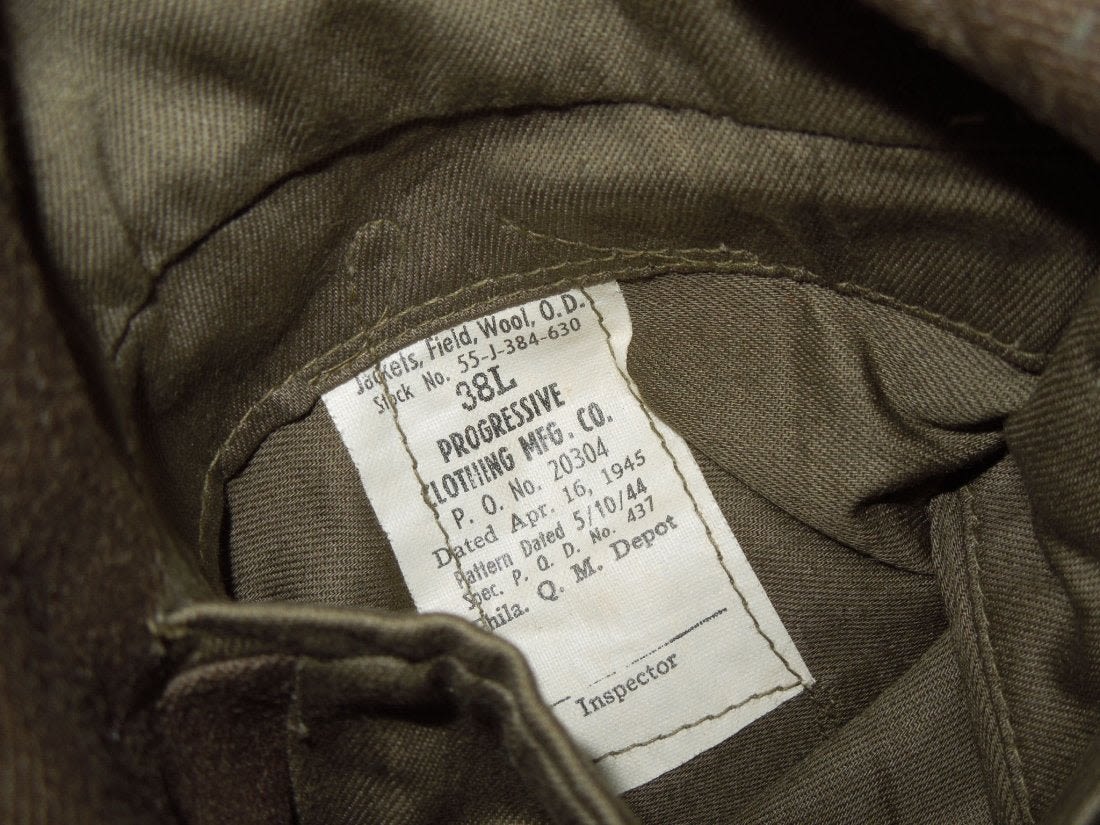 Jackets, Field, Wool, O.D.
Stock No. 55-J-384-630
38L
PROGRESSIVE
CLOTHING MFG. CO.
P. O. No. 20304
Dated Apr. 16, 1945
Pattern Dated 5/10/44
Spec. P. Q. D. No. 437
Phila. Q. M. Depot
Inspector